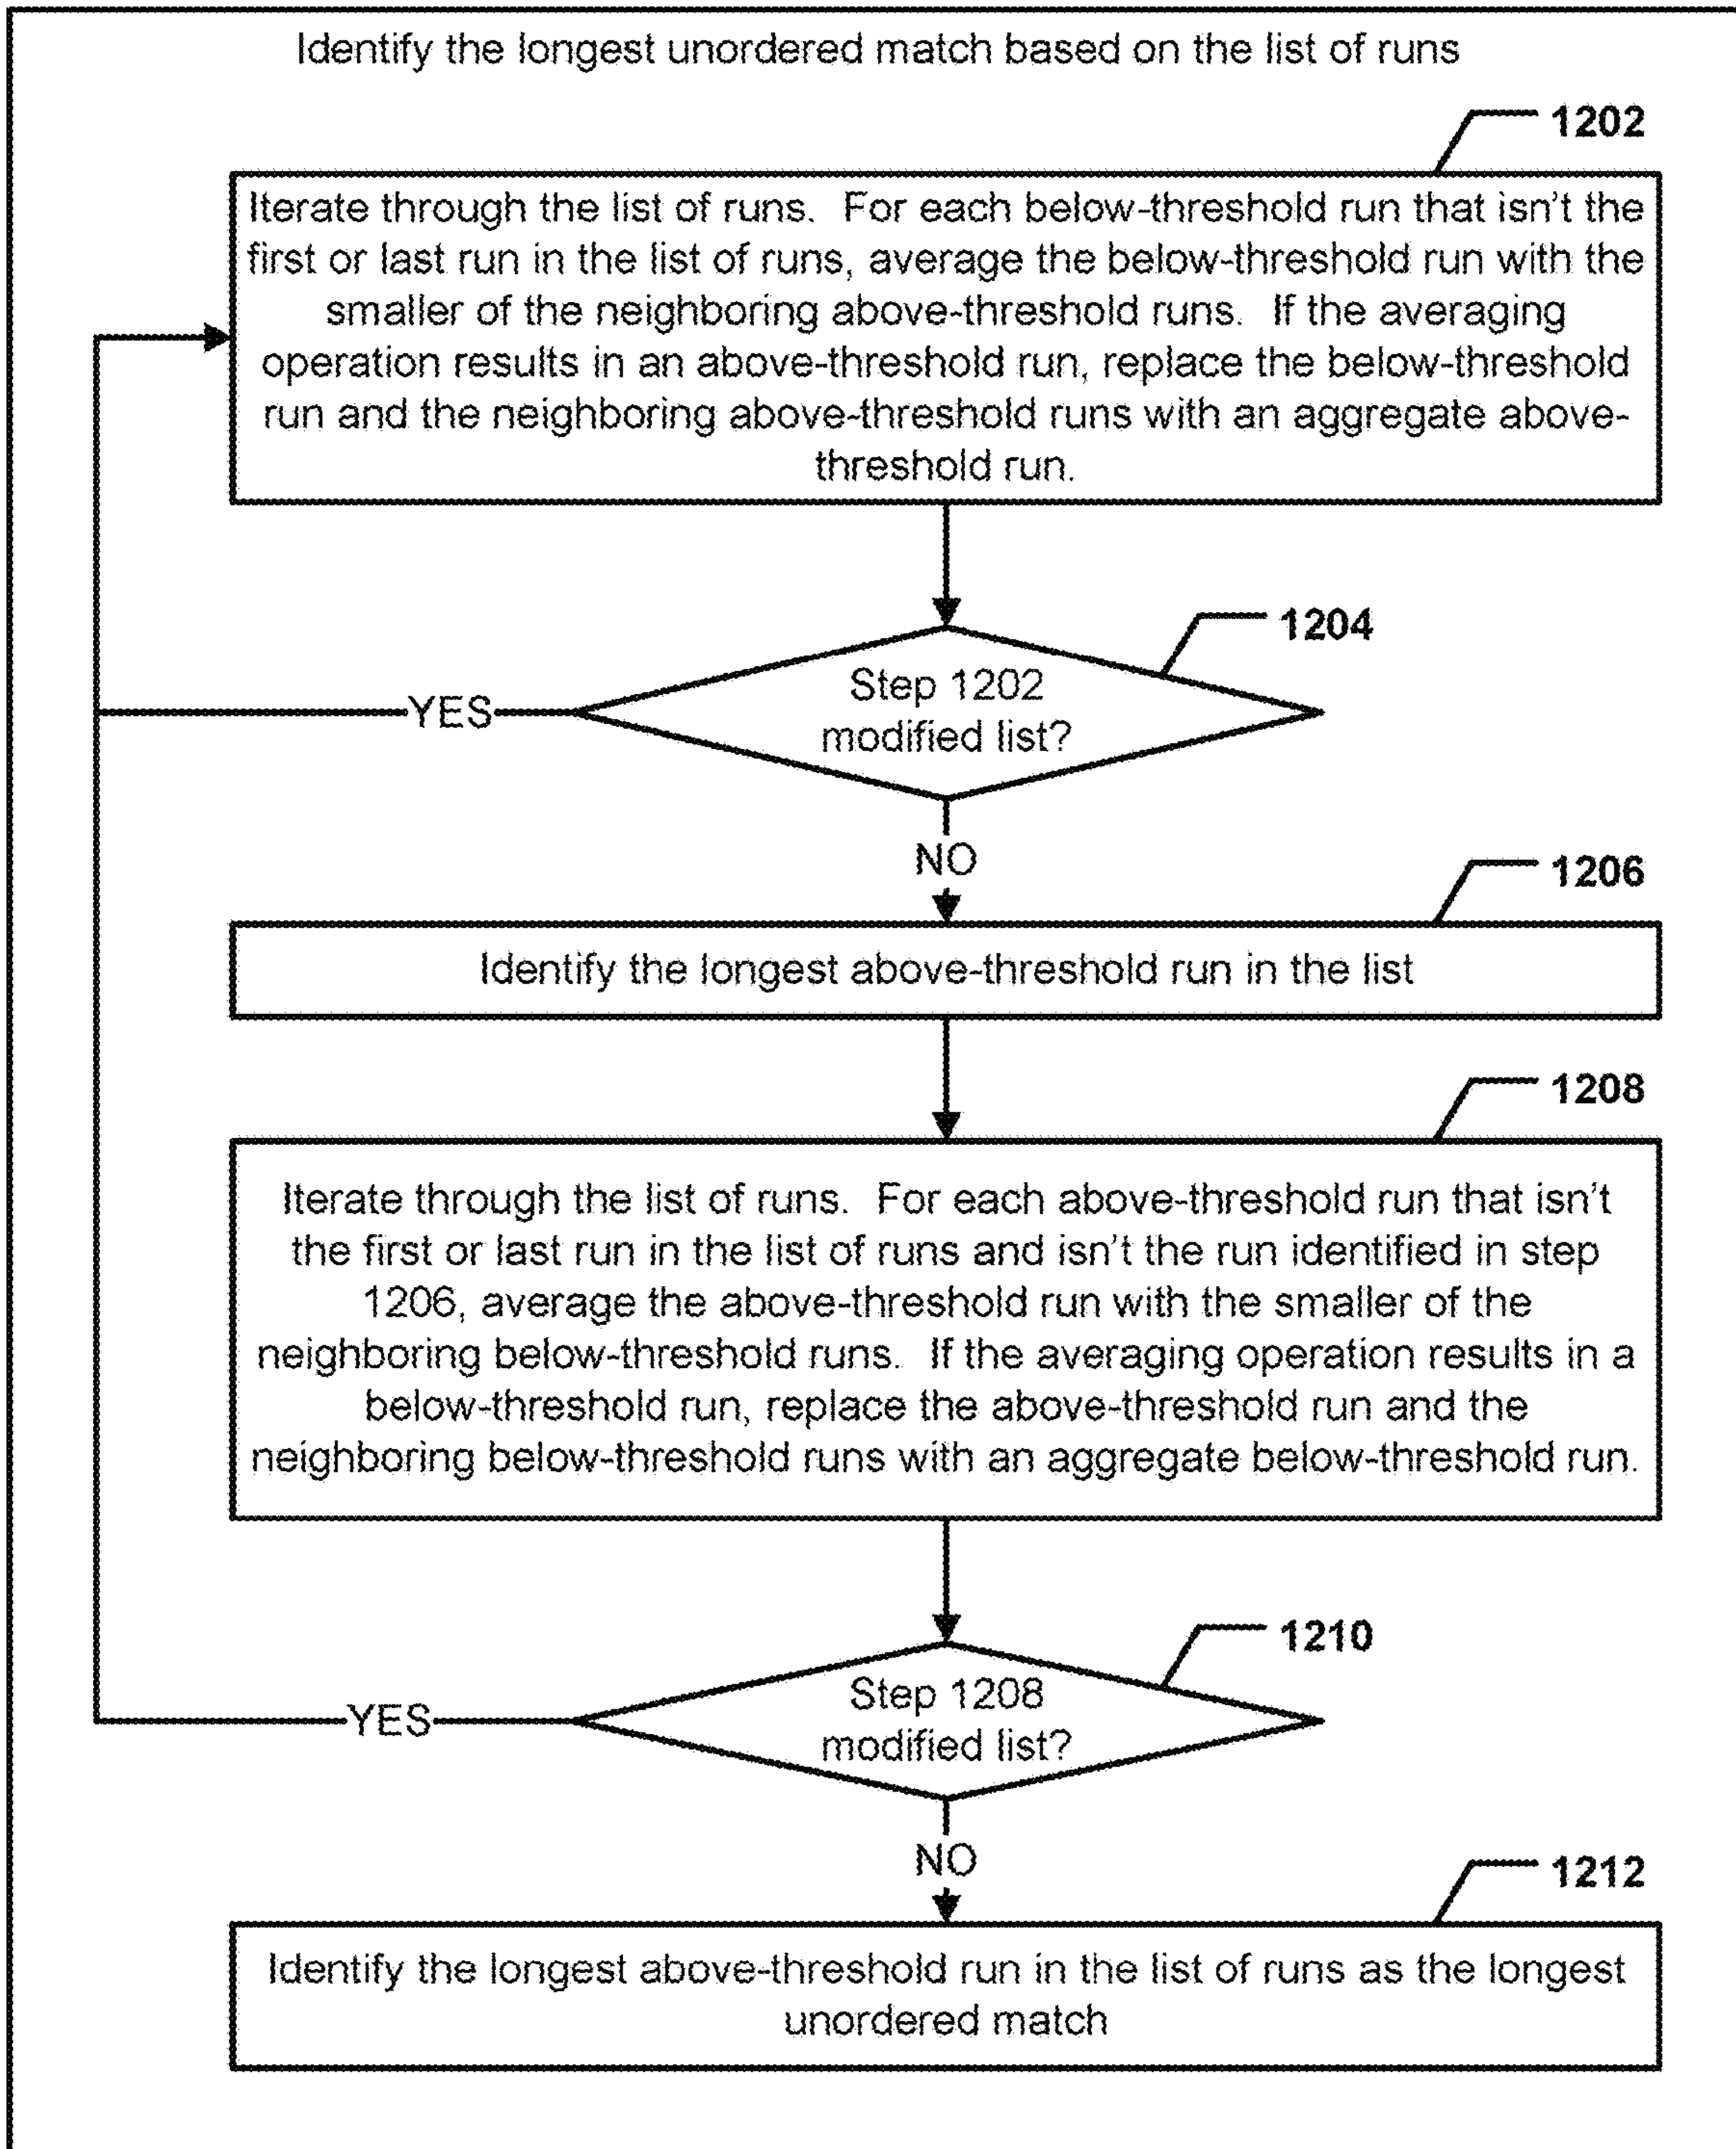 Identify the longest unordered match based on the list of runs
1202
Iterate through the list of runs. For each below-threshold run that isn't the
first or last run in the list of runs, average the below-threshold run with the
smaller of the neighboring above-threshold runs. If the averaging
operation results in an above-threshold run, replace the below-threshold
run and the neighboring above-threshold runs with an aggregate above-
threshold run.
1204
Step 1202
modified list?
YES
NO
1206
Identify the longest above-threshold run in the list
1208
Iterate through the list of runs. For each above-threshold run that isn't
the first or last run in the list of runs and isn't the run identified in step
1206, average the above-threshold run with the smaller of the
neighboring below-threshold runs. If the averaging operation results in a
below-threshold run, replace the above-threshold run and the
neighboring below-threshold runs with an aggregate below-threshold run.
1210
Step 1208
modified list?
YES
NO
1212
Identify the longest above-threshold run in the list of runs as the longest
unordered match